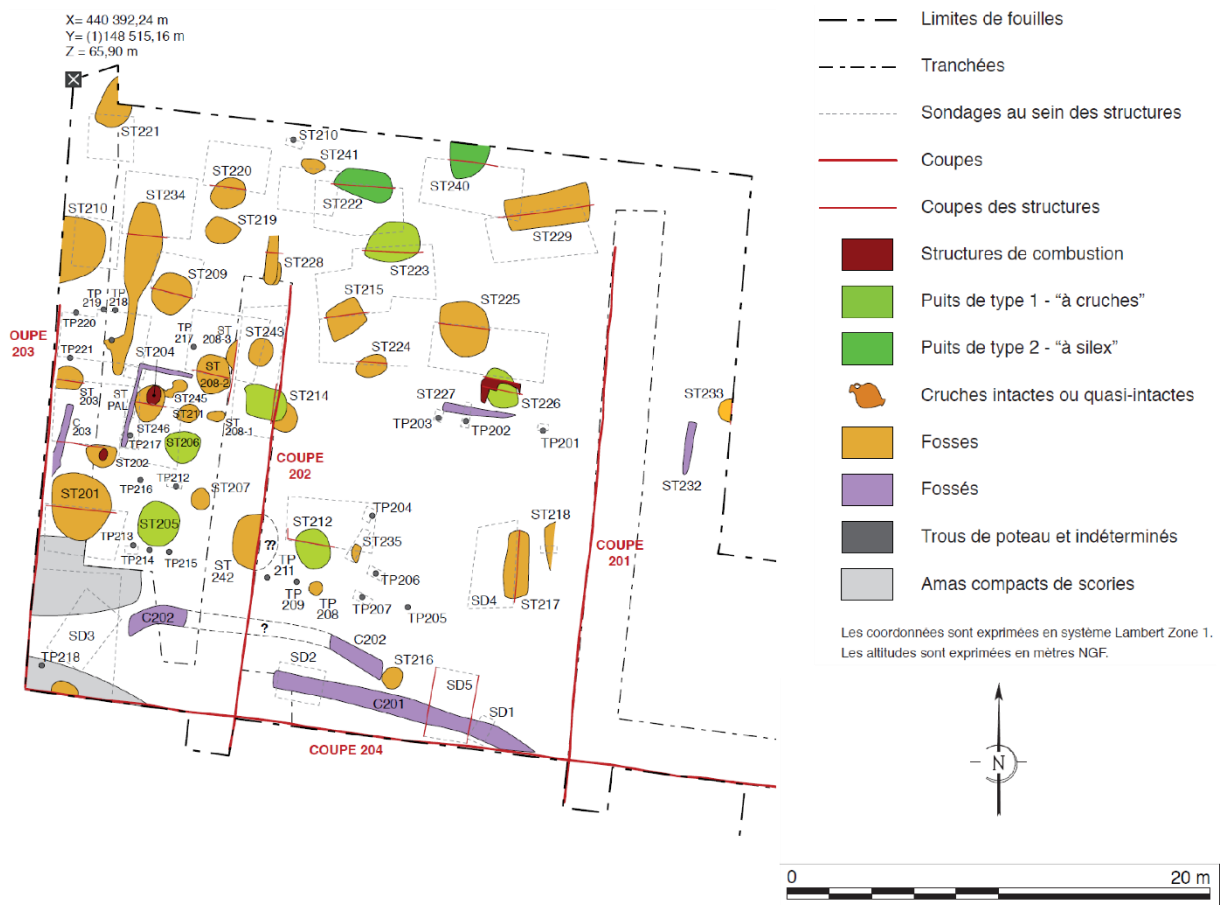 X= 440 392,24 m
Y= (1)148 515,16 m
Z = 65,90 m
ST221
ST210
ST241
ST220
ST222
ST240
ST234
ST210
ST219
ST229
ST228
ST223
ST209
ST215
ST225
TP
219
TP
218
TP220
OUPE
203
TP
217
ST
208-3
ST243
TP221
ST204
ST224
ST
208-2
ST
203
ST
PAL
ST245
ST214
ST227
ST226
ST233
C
203
ST211
ST246
ST
208-1
TP203
TP202
TP201
TP217
ST206
ST202
COUPE
202
ST232
ST201
TP216
TP212
ST207
TP204
ST218
ST205
ST212
TP213
ST235
TP214
TP215
??
ST
242
TP
211
TP206
COUPE
201
TP
209
TP
208
TP207
TP205
SD4
ST217
C202
SD3
?
C202
TP218
SD2
ST216
SD5
C201
SD1
COUPE 204
Limites de fouilles
Tranchées
Sondages au sein des structures
Coupes
Coupes des structures
Structures de combustion
Puits de type 1 - “à cruches”
Puits de type 2 - “à silex”
Cruches intactes ou quasi-intactes
Fosses
Fossés
Trous de poteau et indéterminés
Amas compacts de scories
Les coordonnées sont exprimées en système Lambert Zone 1.
Les altitudes sont exprimées en mètres NGF.
N
0 20 m